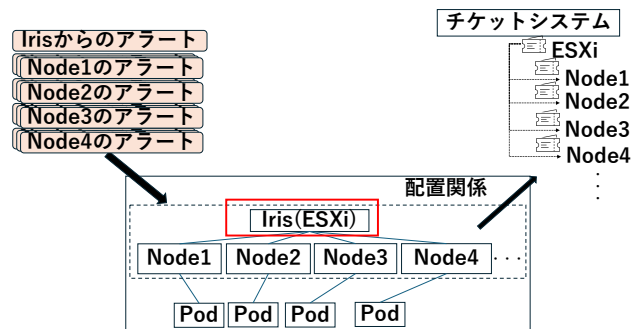 チケットシステム
Irisからのアラート
Node1のアラート
Node2のアラート
Node3のアラート
Node4のアラート
ESXi
Node1
Node2
Node3
Node4
・・・
配置関係
Iris(ESXi)
Node1 Node2 Node3 Node4 ・・・
Pod Pod Pod Pod